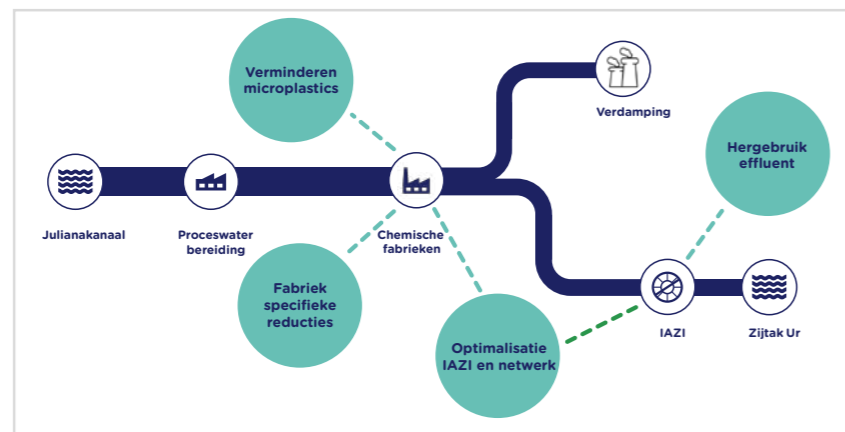 Verminderen
microplastics
Verdamping
Hergebruik
effluent
Julianakanaal
Proceswater
bereiding
Chemische
fabrieken
Fabriek
specifieke
reducties
Optimalisatie
IAZI en netwerk
IAZI
Zijtak Ur